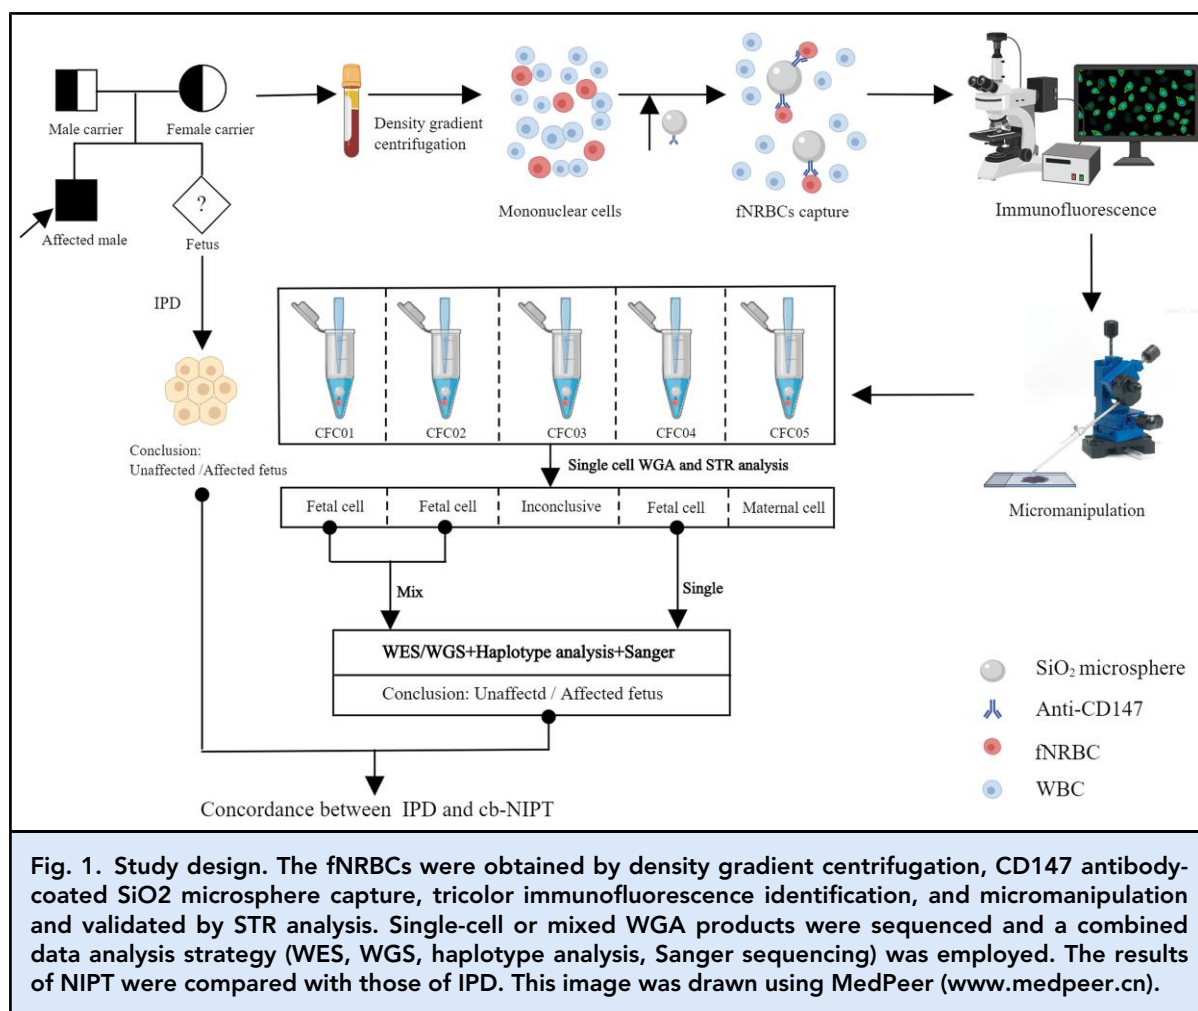 Male carrier
Female carrier
Affected male
?
Fetus
Density gradient
centrifugation
Mononuclear cells
fNRBCs capture
Immunofluorescence
Micromanipulation
IPD
Conclusion:
Unaffected /Affected fetus
CFC01
CFC02
CFC03
CFC04
CFC05
Single cell WGA and STR analysis
Fetal cell
Fetal cell
Inconclusive
Fetal cell
Maternal cell
Mix
Single
WES/WGS+Haplotype analysis+Sanger
Conclusion: Unaffectd / Affected fetus
Concordance between IPD and cb-NIPT
SiO₂ microsphere
Anti-CD147
fNRBC
WBC
Fig. 1. Study design. The fNRBCs were obtained by density gradient centrifugation, CD147 antibody-
coated SiO2 microsphere capture, tricolor immunofluorescence identification, and micromanipulation
and validated by STR analysis. Single-cell or mixed WGA products were sequenced and a combined
data analysis strategy (WES, WGS, haplotype analysis, Sanger sequencing) was employed. The results
of NIPT were compared with those of IPD. This image was drawn using MedPeer (www.medpeer.cn).